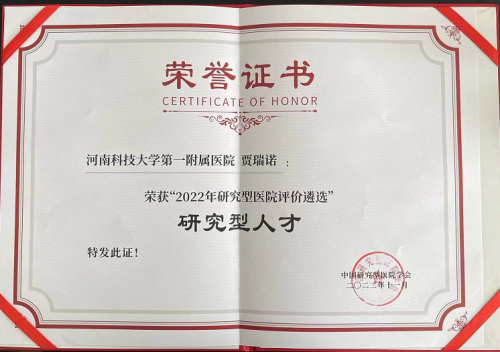 荣誉证书
CERTIFICATE OF HONOR
河南科技大学第一附属医院 贾瑞诺 :
荣获“2022年研究型医院评价遴选”
研究型人才
特发此证!
中国研究型医院学会
二〇二二年十一月